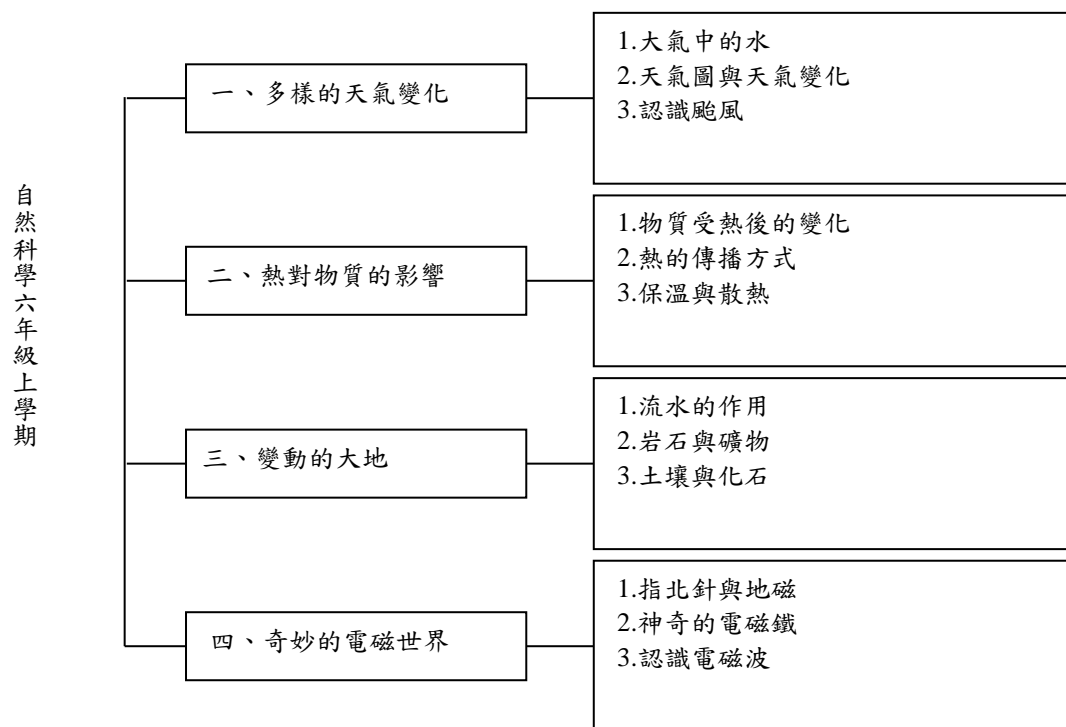 自然科學六年級上學期
一、多樣的天氣變化
1.大氣中的水
2.天氣圖與天氣變化
3.認識颱風
二、熱對物質的影響
1.物質受熱後的變化
2.熱的傳播方式
3.保溫與散熱
三、變動的大地
1.流水的作用
2.岩石與礦物
3.土壤與化石
四、奇妙的電磁世界
1.指北針與地磁
2.神奇的電磁鐵
3.認識電磁波